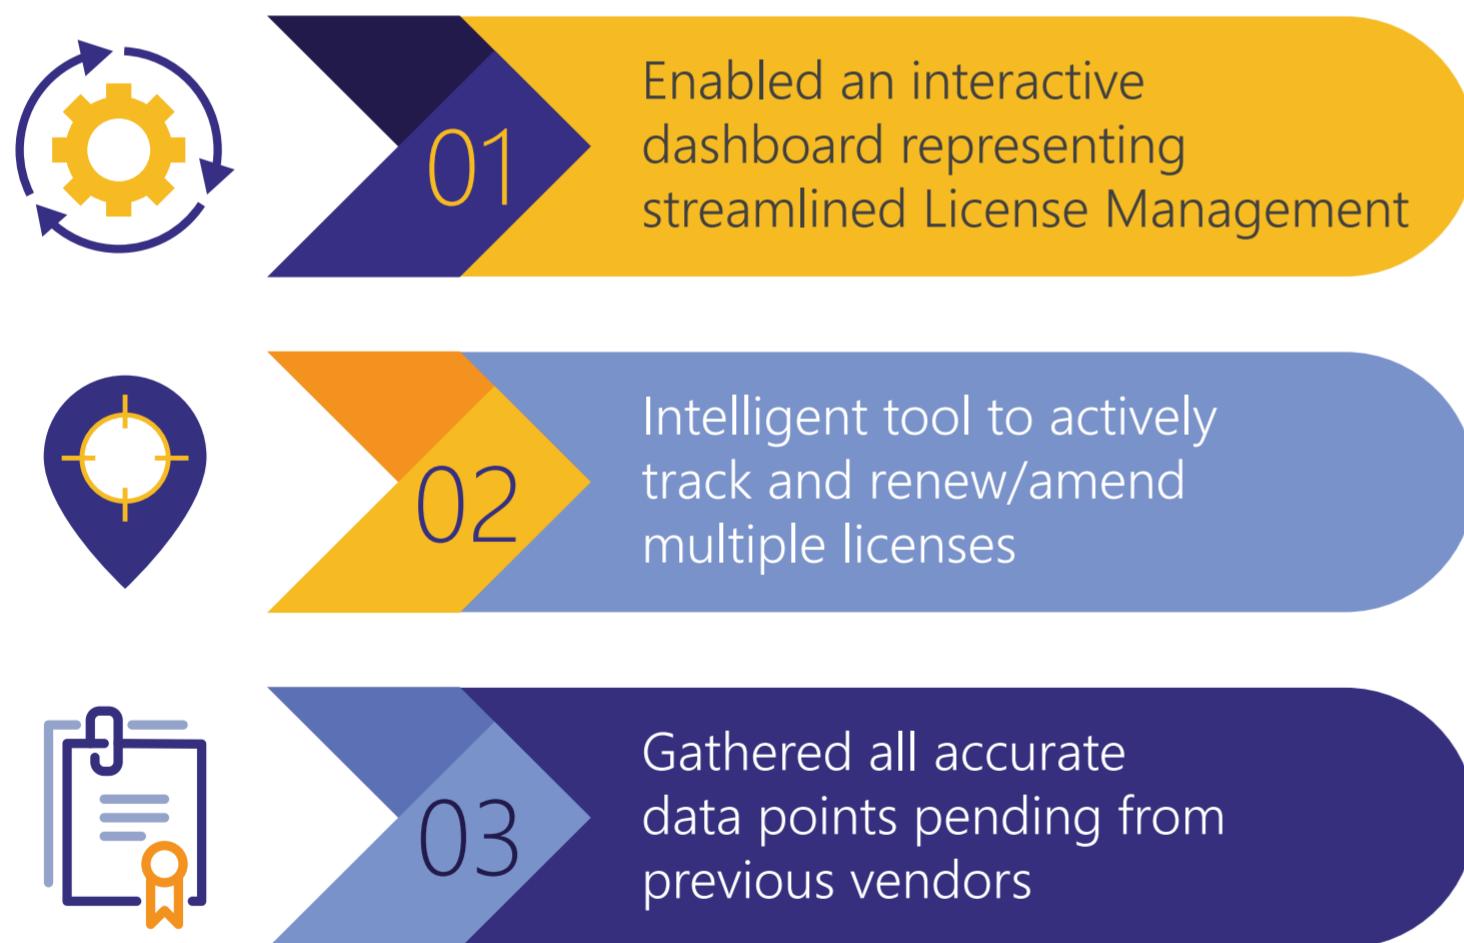 01
Enabled an interactive
dashboard representing
streamlined License Management
02
Intelligent tool to actively
track and renew/amend
multiple licenses
03
Gathered all accurate
data points pending from
previous vendors